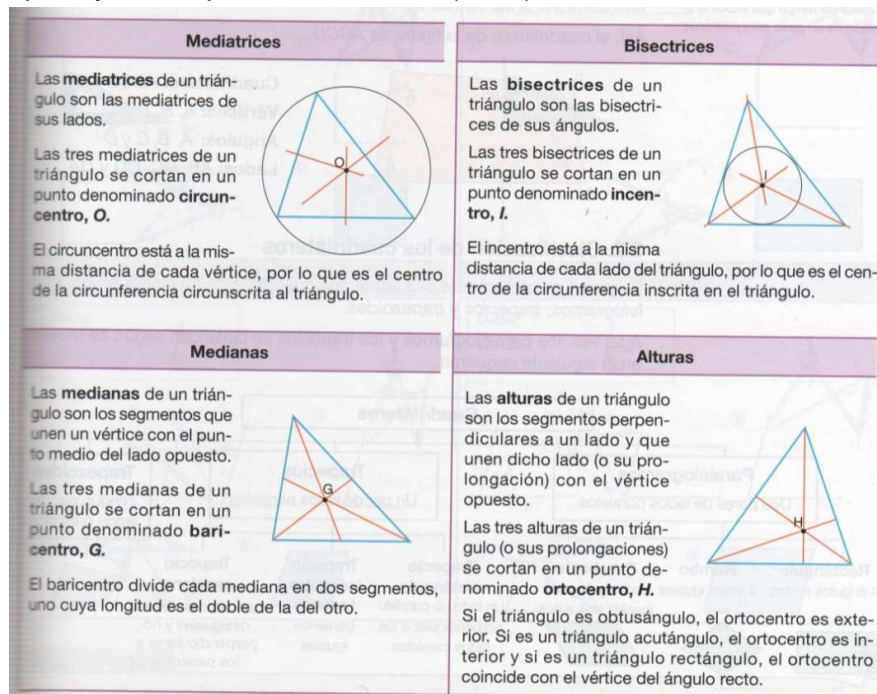 Mediatrices
Las mediatrices de un trián-
gulo son las mediatrices de
sus lados.
Las tres mediatrices de un
triángulo se cortan en un
punto denominado circun-
centro, O.
El circuncentro está a la mis-
ma distancia de cada vértice, por lo que es el centro
de la circunferencia circunscrita al triángulo.
O
Bisectrices
Las bisectrices de un
triángulo son las bisectri-
ces de sus ángulos.
Las tres bisectrices de un
triángulo se cortan en un
punto denominado incen-
tro, I.
El incentro está a la misma
distancia de cada lado del triángulo, por lo que es el cen-
tro de la circunferencia inscrita en el triángulo.
I
Medianas
Las medianas de un trián-
gulo son los segmentos que
unen un vértice con el pun-
to medio del lado opuesto.
Las tres medianas de un
triángulo se cortan en un
punto denominado bari-
centro, G.
El baricentro divide cada mediana en dos segmentos,
uno cuya longitud es el doble de la del otro.
G
Alturas
Las alturas de un triángulo
son los segmentos perpen-
diculares a un lado y que
unen dicho lado (o su pro-
longación) con el vértice
opuesto.
Las tres alturas de un trián-
gulo (o sus prolongaciones)
se cortan en un punto de-
nominado ortocentro, H.
Si el triángulo es obtusángulo, el ortocentro es exte-
rior. Si es un triángulo acutángulo, el ortocentro es in-
terior y si es un triángulo rectángulo, el ortocentro
coincide con el vértice del ángulo recto.
H